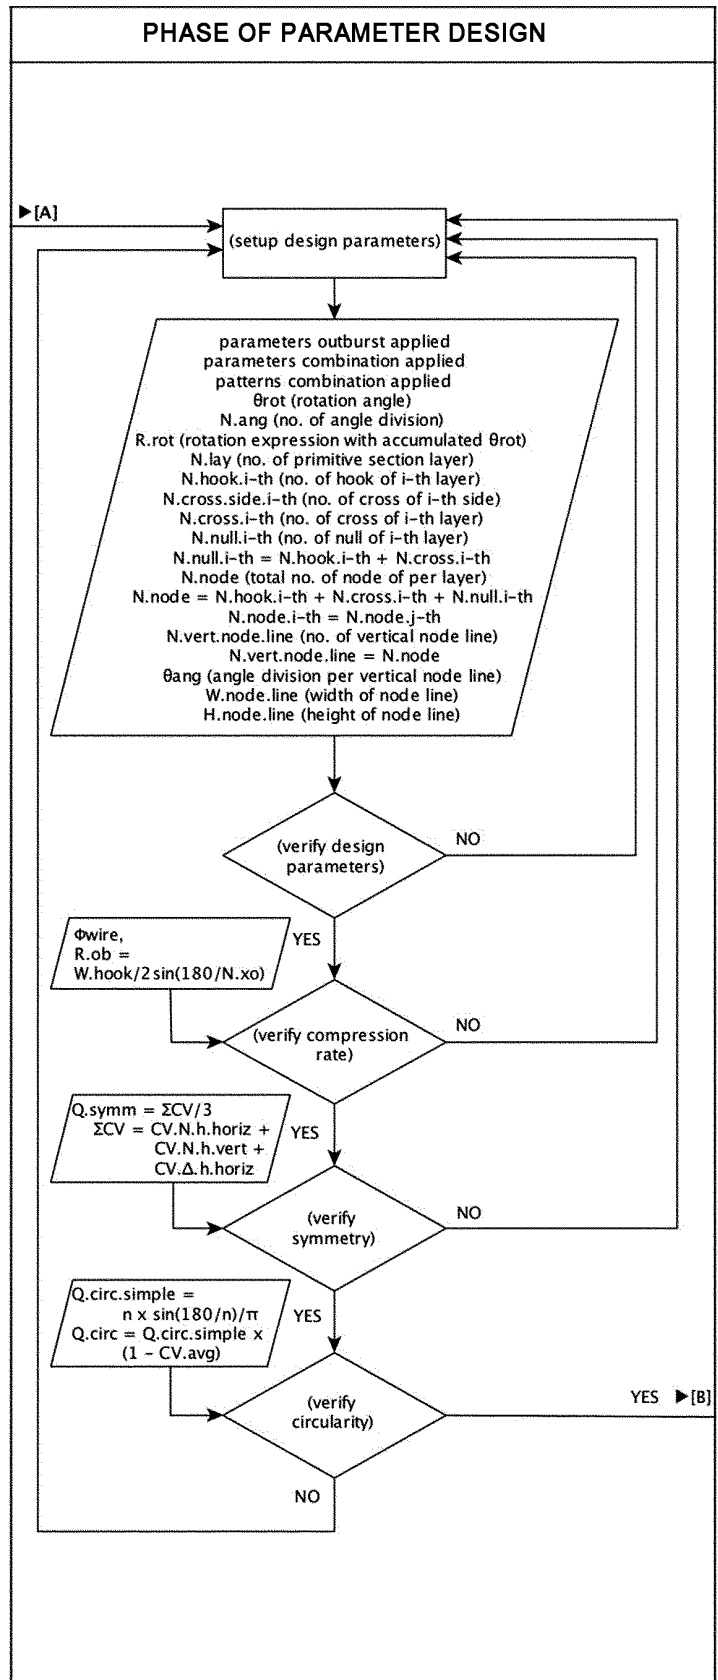 PHASE OF PARAMETER DESIGN
▶[A]
(setup design parameters)
parameters outburst applied
parameters combination applied
patterns combination applied
θrot (rotation angle)
N.ang (no. of angle division)
R.rot (rotation expression with accumulated θrot)
N.lay (no. of primitive section layer)
N.hook.i-th (no. of hook of i-th layer)
N.cross.side.i-th (no. of cross of i-th side)
N.cross.i-th (no. of cross of i-th layer)
N.null.i-th (no. of null of i-th layer)
N.null.i-th = N.hook.i-th + N.cross.i-th
N.node (total no. of node of per layer)
N.node = N.hook.i-th + N.cross.i-th + N.null.i-th
N.node.i-th = N.node.j-th
N.vert.node.line (no. of vertical node line)
N.vert.node.line = N.node
θang (angle division per vertical node line)
W.node.line (width of node line)
H.node.line (height of node line)
(verify design
parameters)
NO
YES
Φwire,
R.ob =
W.hook/2sin(180/N.xo)
(verify compression
rate)
NO
YES
Q.symm = ΣCV/3
ΣCV = CV.N.h.horiz +
CV.N.h.vert +
CV.Δ.h.horiz
(verify
symmetry)
NO
YES
Q.circ.simple =
n x sin(180/n)/π
Q.circ = Q.circ.simple x
(1 - CV.avg)
(verify
circularity)
YES ▶[B]
NO